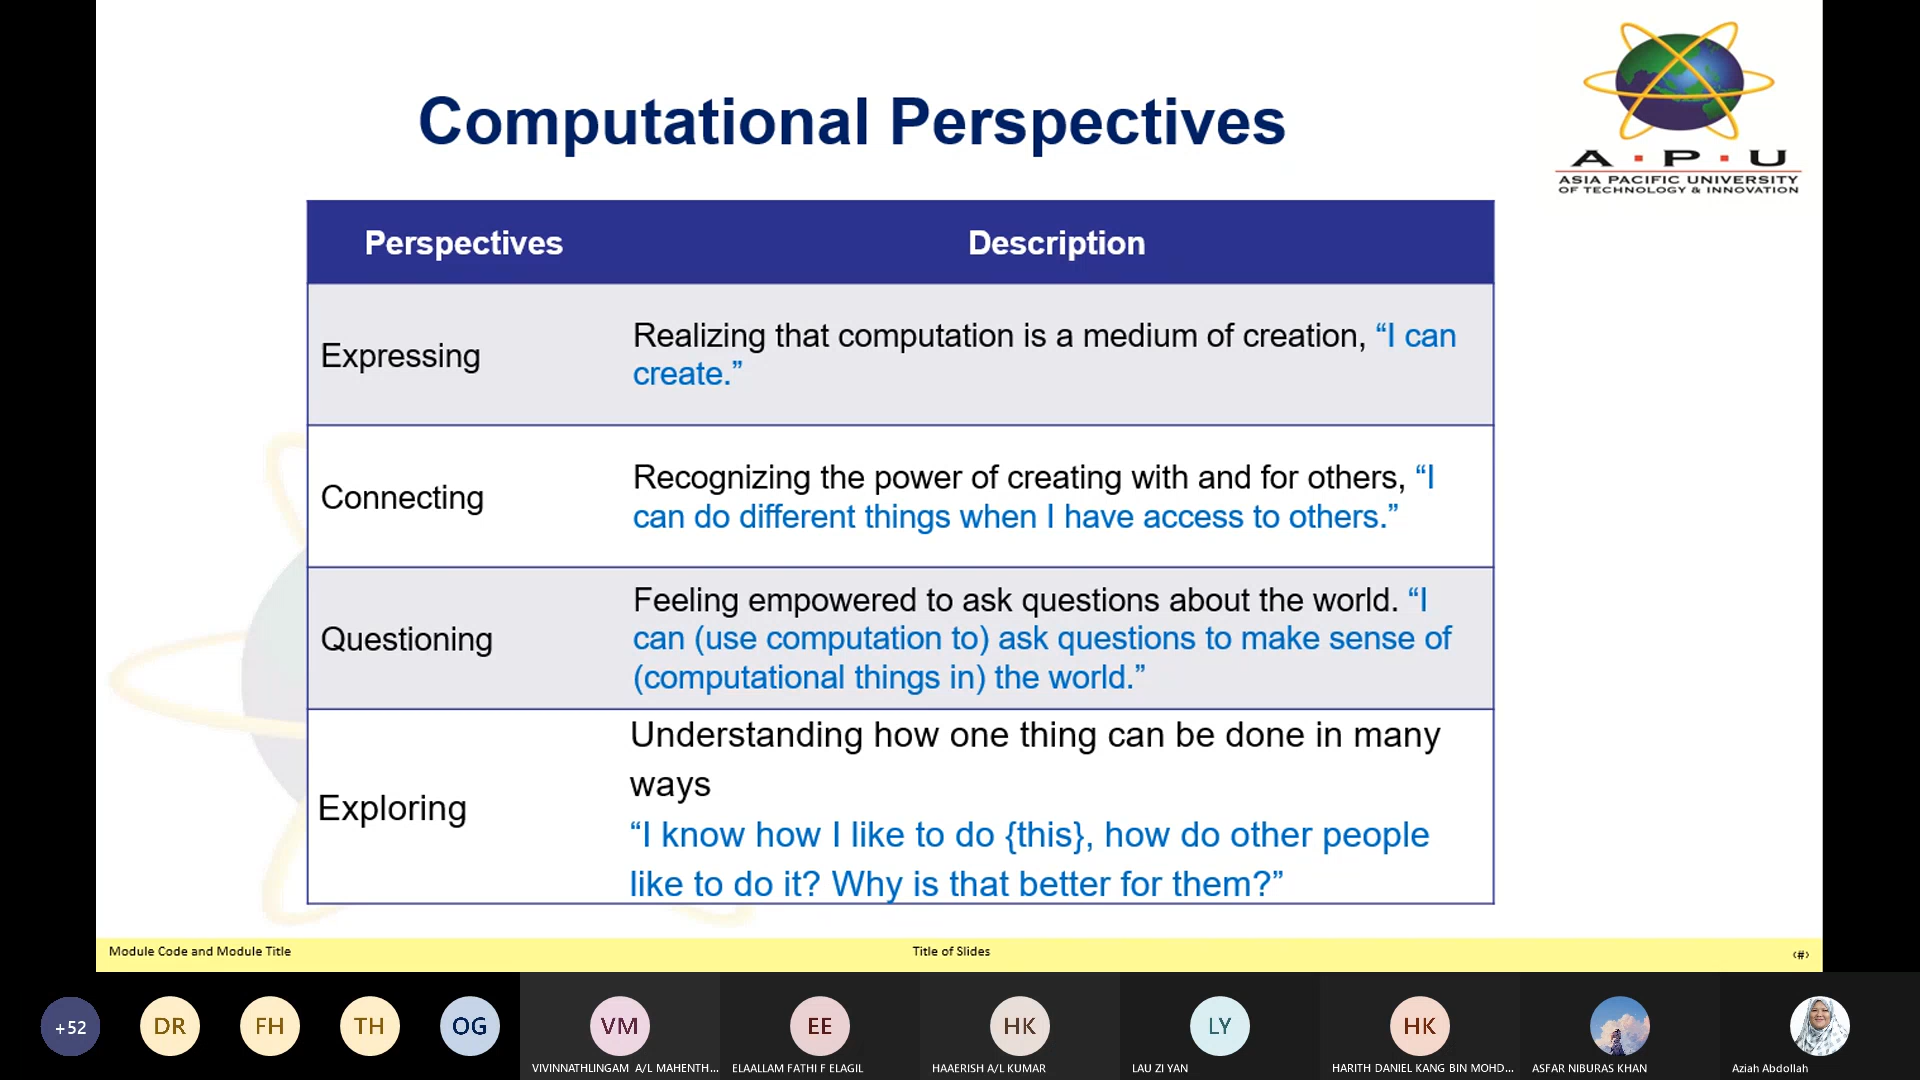 Computational Perspectives
A · P · U
ASIA PACIFIC UNIVERSITY
OF TECHNOLOGY & INNOVATION
Perspectives Description
Expressing
Realizing that computation is a medium of creation, “I can
create.”
Connecting
Recognizing the power of creating with and for others, “I
can do different things when I have access to others.”
Questioning
Feeling empowered to ask questions about the world. “I
can (use computation to) ask questions to make sense of
(computational things in) the world.”
Exploring
Understanding how one thing can be done in many
ways
“I know how I like to do {this}, how do other people
like to do it? Why is that better for them?”
Module Code and Module Title Title of Slides ‹#›
+52 DR FH TH OG VM EE HK LY HK
VIVINNATHLINGAM A/L MAHENTH... ELAALLAM FATHI F ELAGIL HAAERISH A/L KUMAR LAU ZI YAN HARITH DANIEL KANG BIN MOHD... ASFAR NIBURAS KHAN Aziah Abdollah